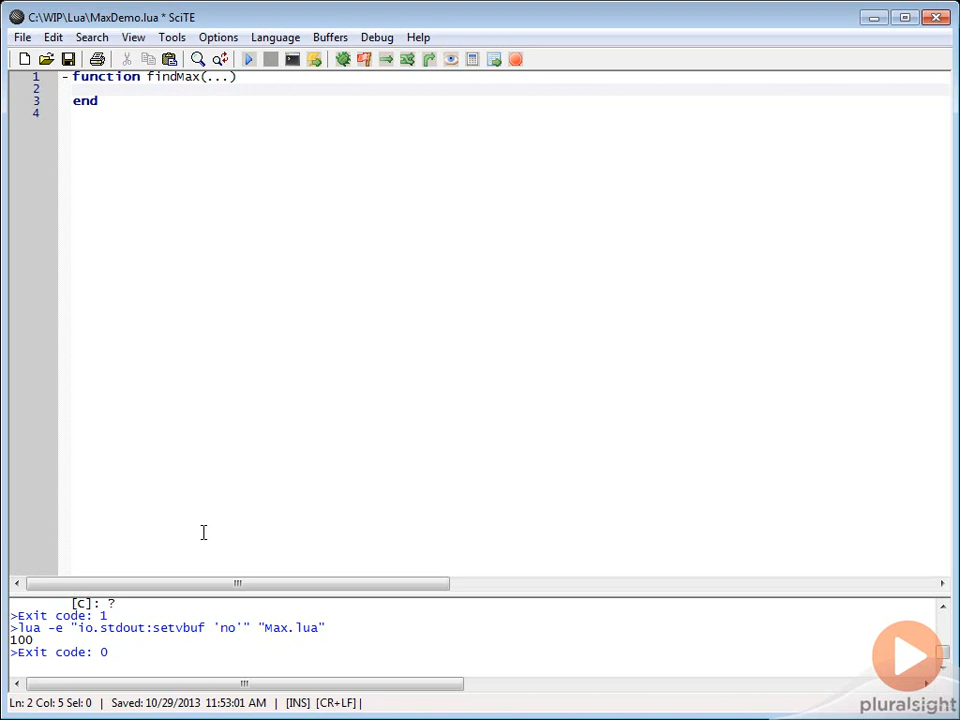 C:\WIP\Lua\MaxDemo.lua * SciTE
File Edit Search View Tools Options Language Buffers Debug Help
1 - function findMax(...)
2
3 end
4
[C]: ?
>Exit code: 1
>lua -e "io.stdout:setvbuf 'no'" "Max.lua"
100
>Exit code: 0
Ln: 2 Col: 5 Sel: 0 | Saved: 10/29/2013 11:53:01 AM | [INS] [CR+LF] |
pluralsight